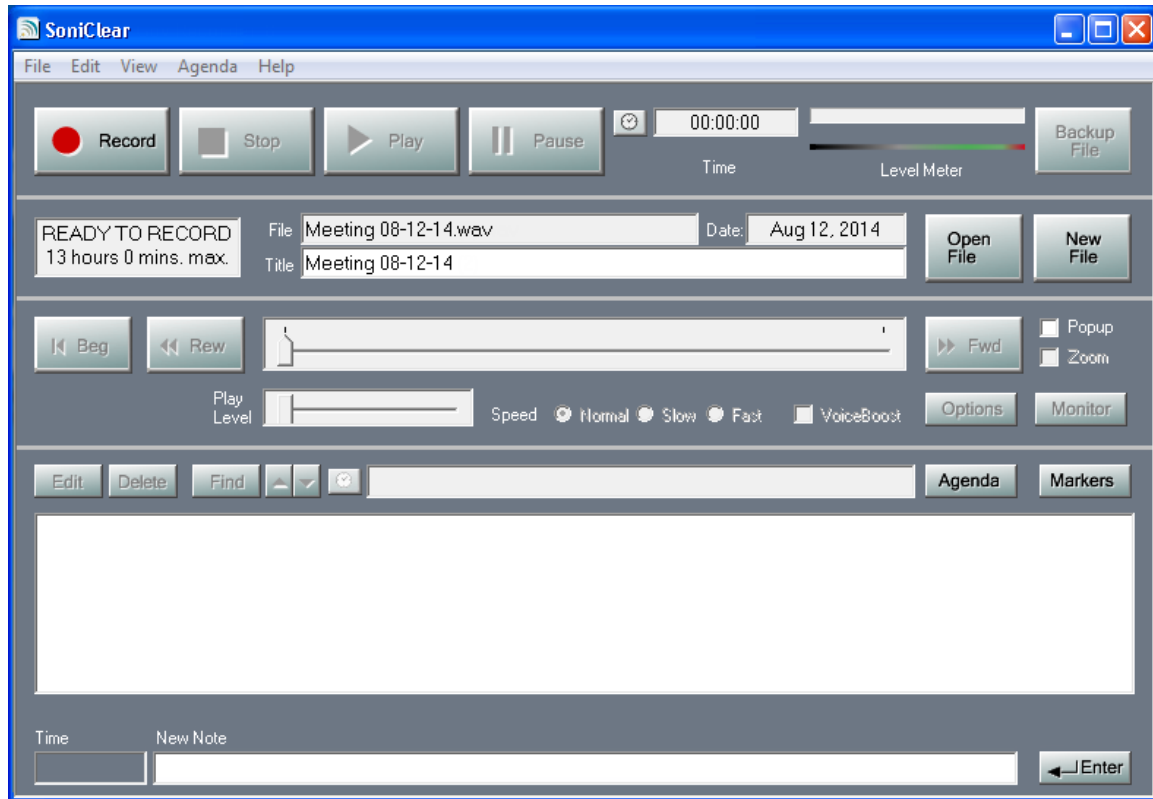 SoniClear
File Edit View Agenda Help
Record Stop Play Pause 00:00:00 Backup
File
Time Level Meter
READY TO RECORD
13 hours 0 mins. max.
File Meeting 08-12-14.wav Date: Aug 12, 2014
Title Meeting 08-12-14
Open
File
New
File
Beg Rew Fwd Popup
Zoom
Play
Level Speed Normal Slow Fast VoiceBoost Options Monitor
Edit Delete Find Agenda Markers
Time New Note
Enter